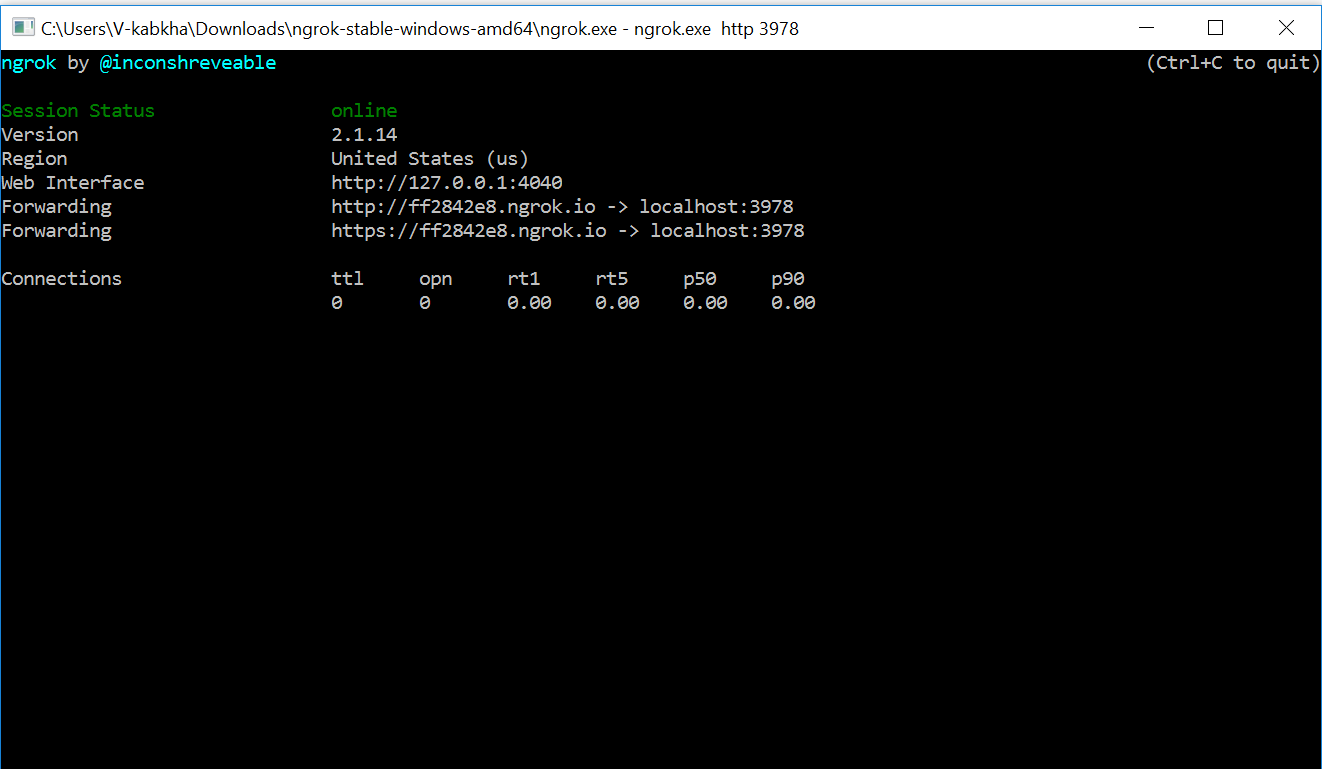 C:\Users\V-kabkha\Downloads\ngrok-stable-windows-amd64\ngrok.exe - ngrok.exe  http 3978
ngrok by @inconshreveable (Ctrl+C to quit)
Session Status online
Version 2.1.14
Region United States (us)
Web Interface http://127.0.0.1:4040
Forwarding http://ff2842e8.ngrok.io -> localhost:3978
Forwarding https://ff2842e8.ngrok.io -> localhost:3978
Connections ttl opn rt1 rt5 p50 p90
0 0 0.00 0.00 0.00 0.00